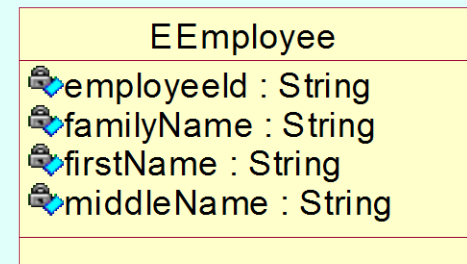 EEmployee
employeeId : String
familyName : String
firstName : String
middleName : String